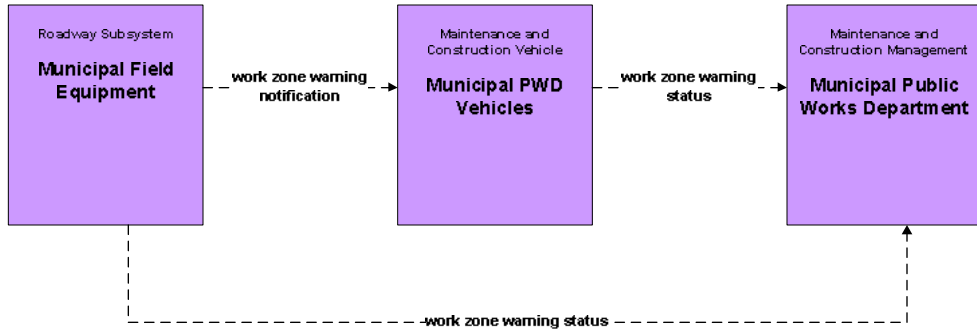 Roadway Subsystem
Municipal Field
Equipment
work zone warning
notification
Maintenance and
Construction Vehicle
Municipal PWD
Vehicles
work zone warning
status
Maintenance and
Construction Management
Municipal Public
Works Department
work zone warning status